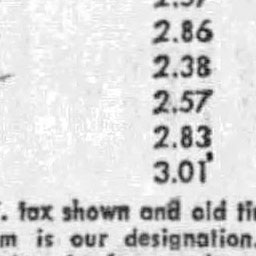 2.86
2.38
2.57
2.83
3.01
. tax shown and old
m is our designation.